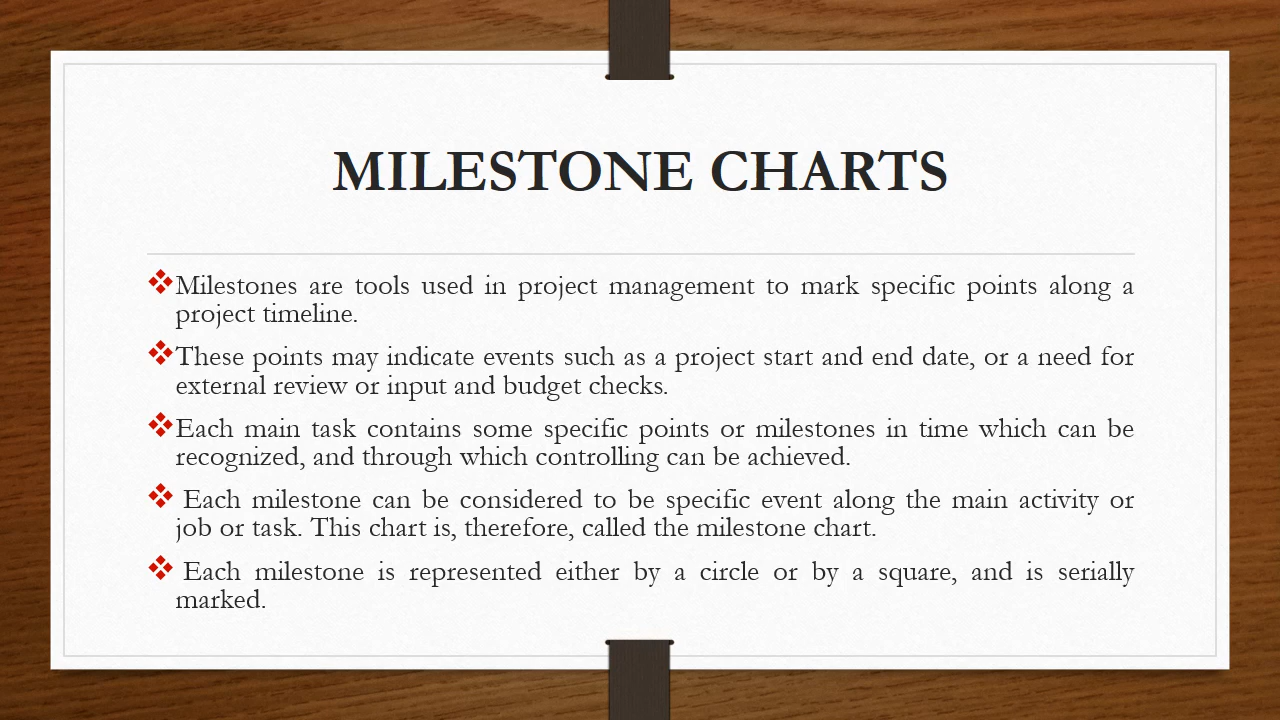 MILESTONE CHARTS
Milestones are tools used in project management to mark specific points along a
project timeline.
These points may indicate events such as a project start and end date, or a need for
external review or input and budget checks.
Each main task contains some specific points or milestones in time which can be
recognized, and through which controlling can be achieved.
Each milestone can be considered to be specific event along the main activity or
job or task. This chart is, therefore, called the milestone chart.
Each milestone is represented either by a circle or by a square, and is serially
marked.